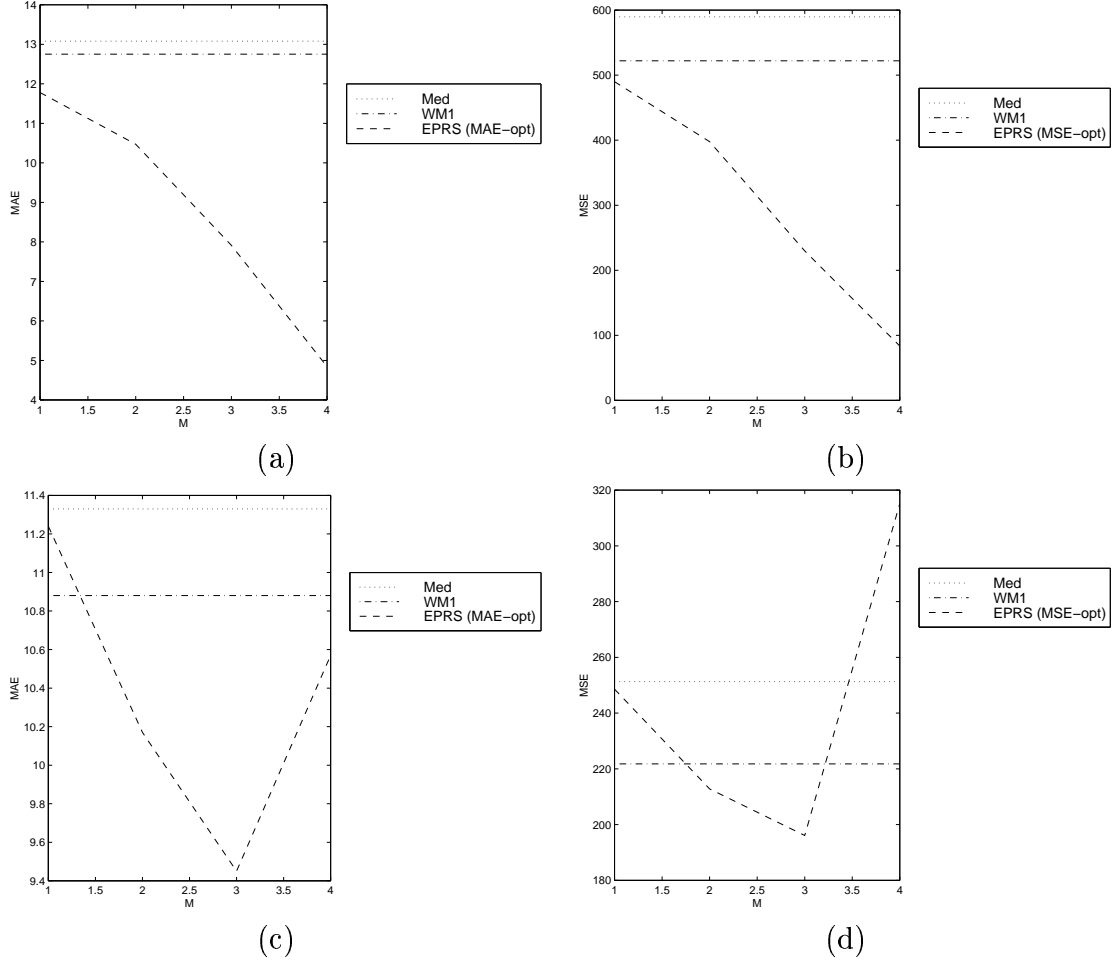 14
13
12
11
10
9
8
7
6
5
4
MAE
1 1.5 2 2.5 3 3.5 4
M
Med
WM1
EPRS (MAE−opt)
(a)
600
500
400
300
200
100
0
MSE
1 1.5 2 2.5 3 3.5 4
M
Med
WM1
EPRS (MSE−opt)
(b)
11.4
11.2
11
10.8
10.6
10.4
10.2
10
9.8
9.6
9.4
MAE
1 1.5 2 2.5 3 3.5 4
M
Med
WM1
EPRS (MAE−opt)
(c)
320
300
280
260
240
220
200
180
MSE
1 1.5 2 2.5 3 3.5 4
M
Med
WM1
EPRS (MSE−opt)
(d)